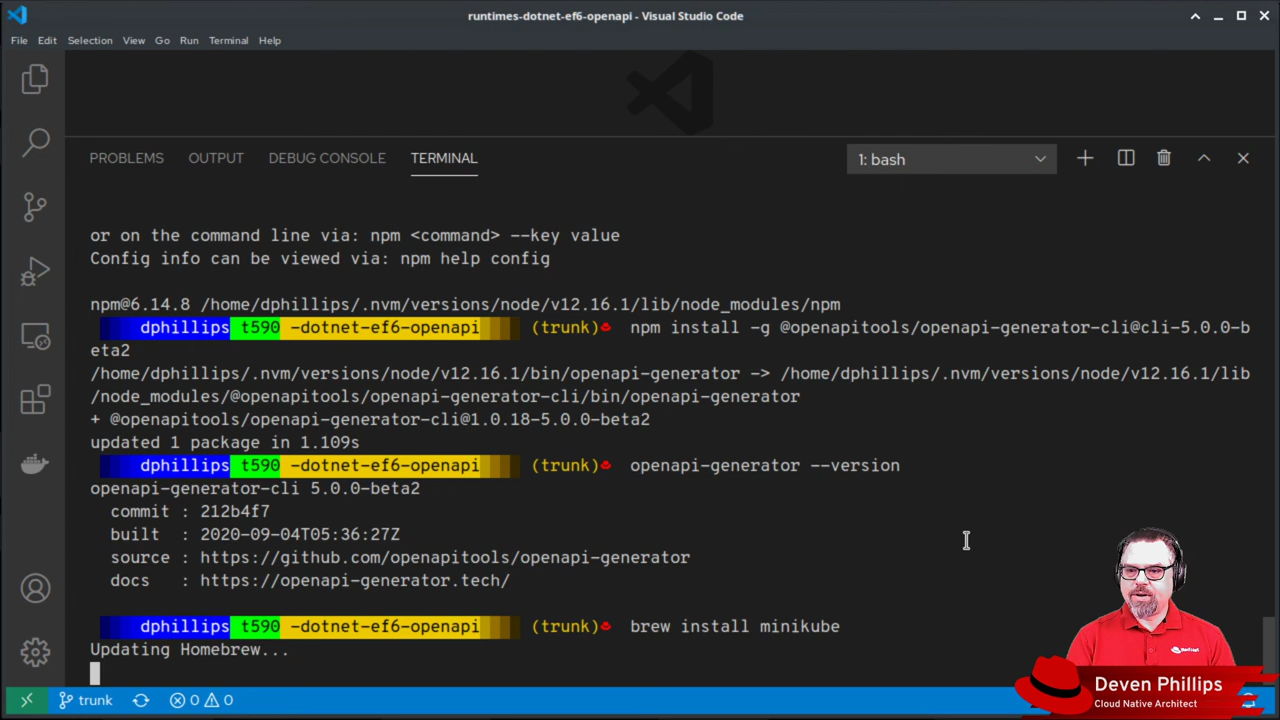 runtimes-dotnet-ef6-openapi - Visual Studio Code
File Edit Selection View Go Run Terminal Help
PROBLEMS OUTPUT DEBUG CONSOLE TERMINAL 1: bash
or on the command line via: npm <command> --key value
Config info can be viewed via: npm help config
npm@6.14.8 /home/dphillips/.nvm/versions/node/v12.16.1/lib/node_modules/npm
dphillips t590 -dotnet-ef6-openapi (trunk) npm install -g @openapitools/openapi-generator-cli@cli-5.0.0-b
eta2
/home/dphillips/.nvm/versions/node/v12.16.1/bin/openapi-generator -> /home/dphillips/.nvm/versions/node/v12.16.1/lib
/node_modules/@openapitools/openapi-generator-cli/bin/openapi-generator
+ @openapitools/openapi-generator-cli@1.0.18-5.0.0-beta2
updated 1 package in 1.109s
dphillips t590 -dotnet-ef6-openapi (trunk) openapi-generator --version
openapi-generator-cli 5.0.0-beta2
commit : 212b4f7
built : 2020-09-04T05:36:27Z
source : https://github.com/openapitools/openapi-generator
docs : https://openapi-generator.tech/
dphillips t590 -dotnet-ef6-openapi (trunk) brew install minikube
Updating Homebrew...
Deven Phillips
Cloud Native Architect
trunk 0 0